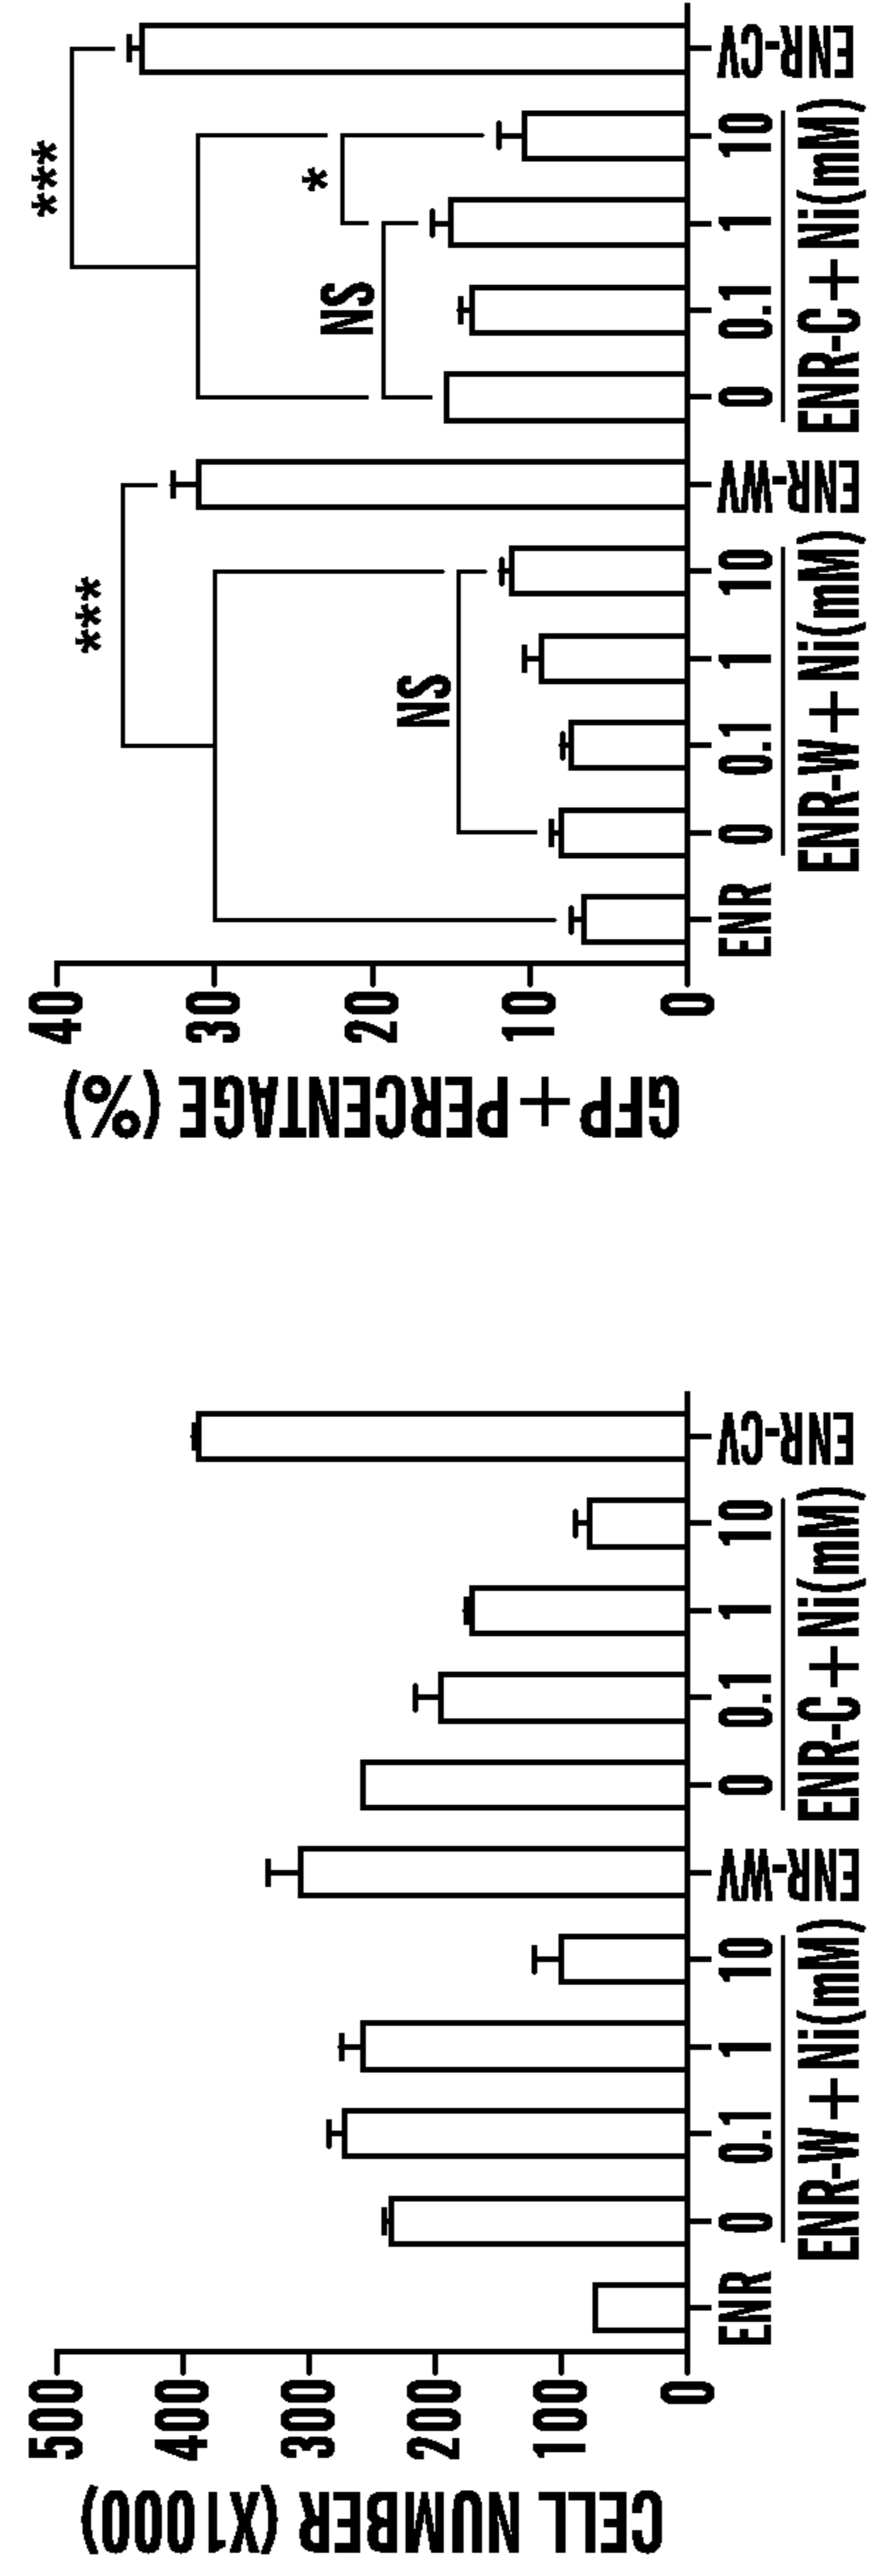 CELL NUMBER (X1000)
500
400
300
200
100
0
ENR
0
0.1
1
10
ENR-W + Ni(mM)
ENR-WV
0
0.1
1
10
ENR-C + Ni(mM)
ENR-CV
GFP + PERCENTAGE (%)
40
30
20
10
0
***
***
NS
NS
*
ENR
0
0.1
1
10
ENR-W + Ni(mM)
ENR-WV
0
0.1
1
10
ENR-C + Ni(mM)
ENR-CV